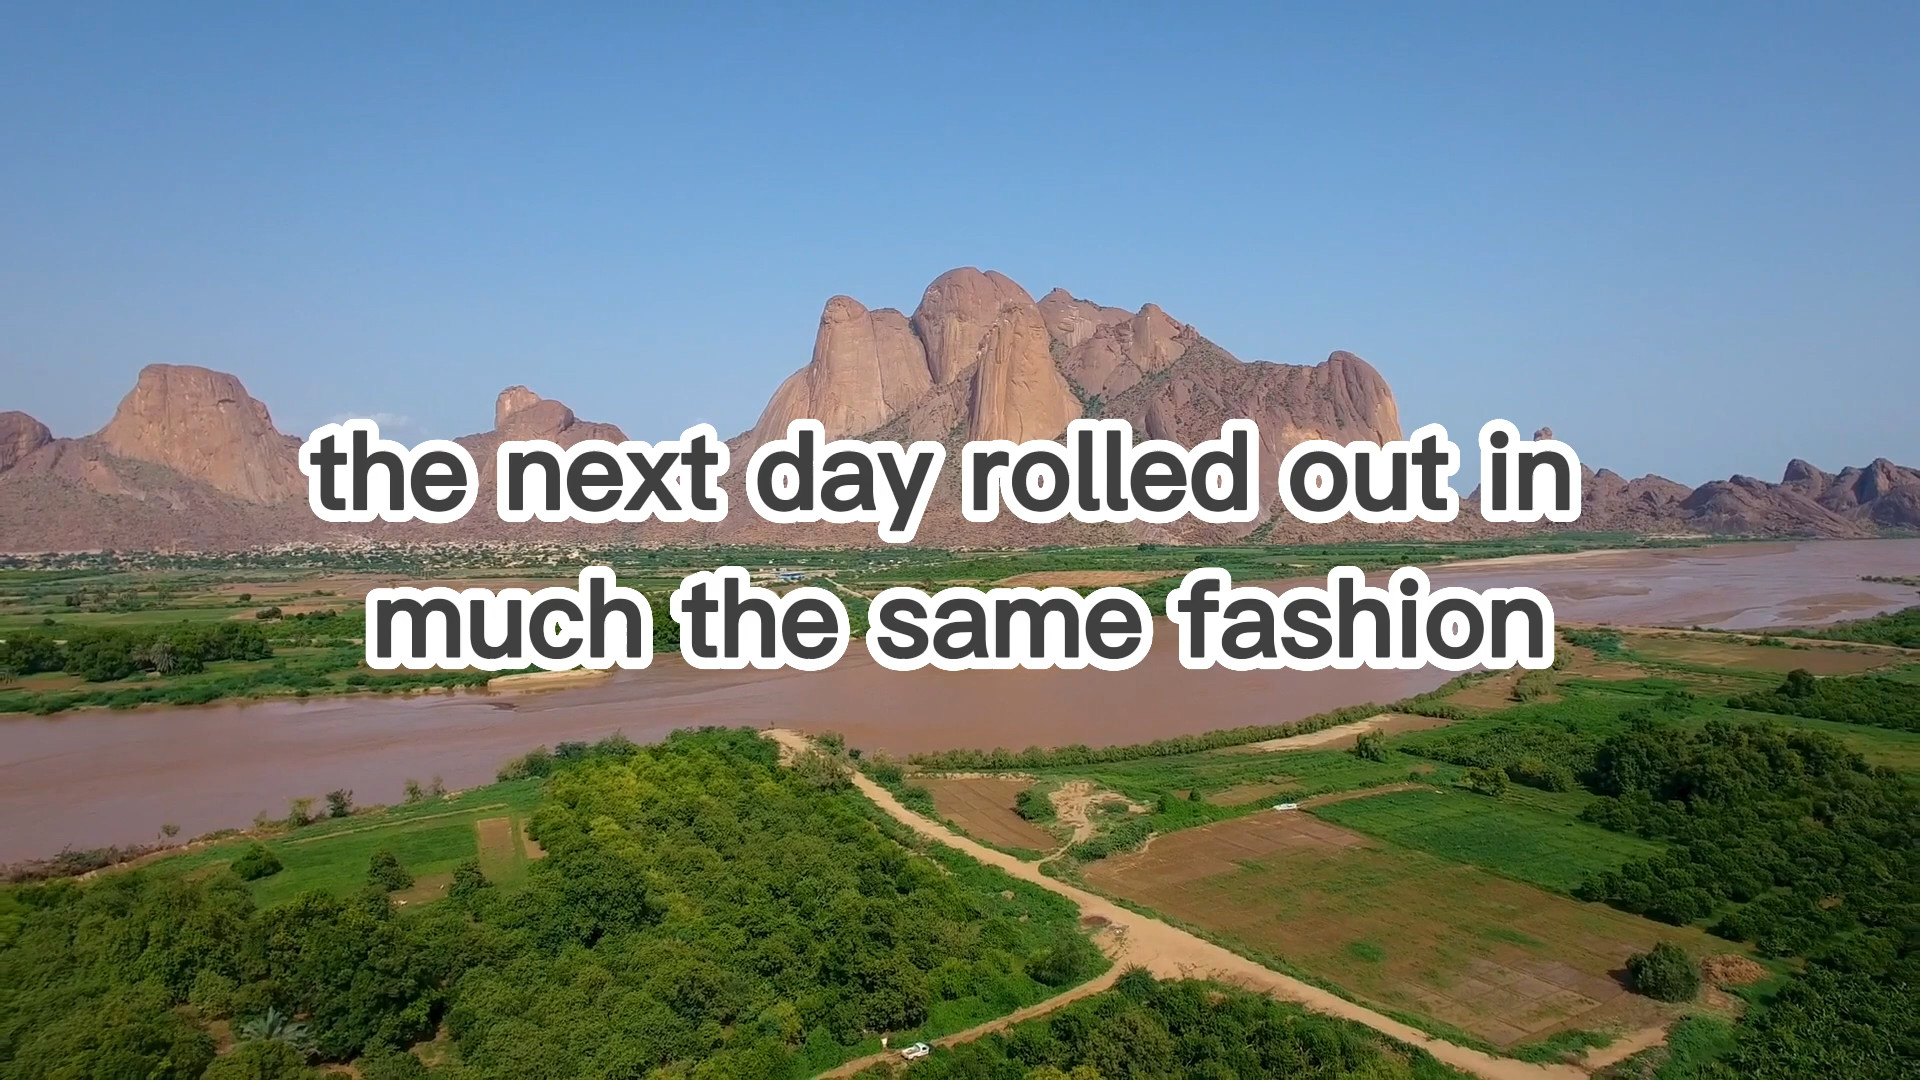 the next day rolled out in
much the same fashion